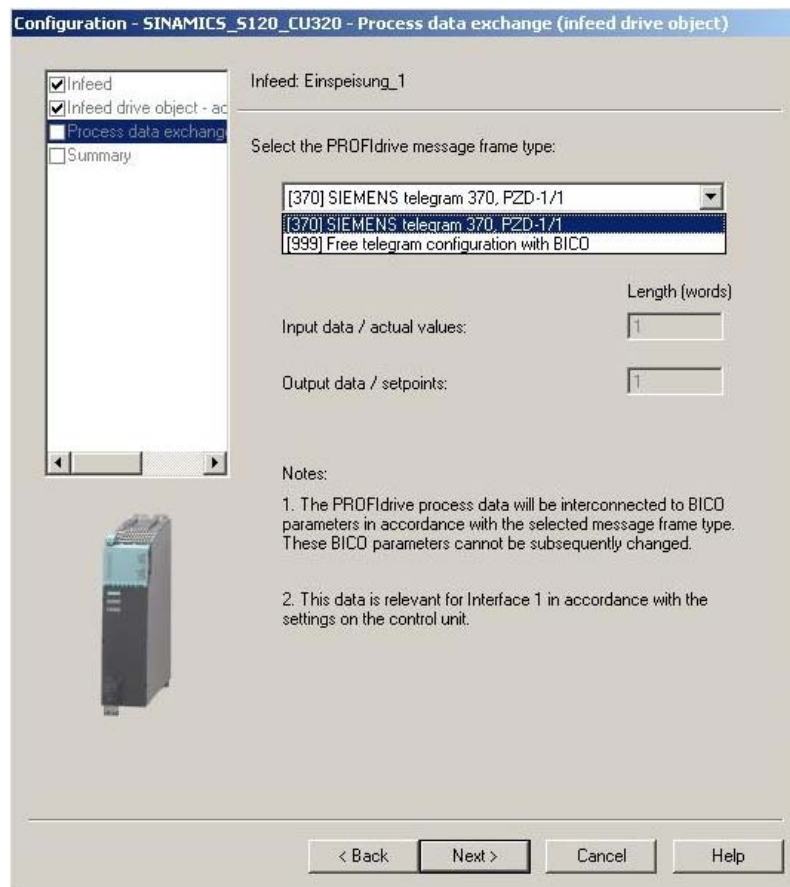 Configuration - SINAMICS_S120_CU320 - Process data exchange (infeed drive object)
Infeed
Infeed drive object - ac
Process data exchang
Summary
Infeed: Einspeisung_1
Select the PROFIdrive message frame type:
[370] SIEMENS telegram 370, PZD-1/1
[370] SIEMENS telegram 370, PZD-1/1
[999] Free telegram configuration with BICO
Length (words)
Input data / actual values:
1
Output data / setpoints:
1
Notes:
1. The PROFIdrive process data will be interconnected to BICO
parameters in accordance with the selected message frame type.
These BICO parameters cannot be subsequently changed.
2. This data is relevant for Interface 1 in accordance with the
settings on the control unit.
< Back
Next >
Cancel
Help